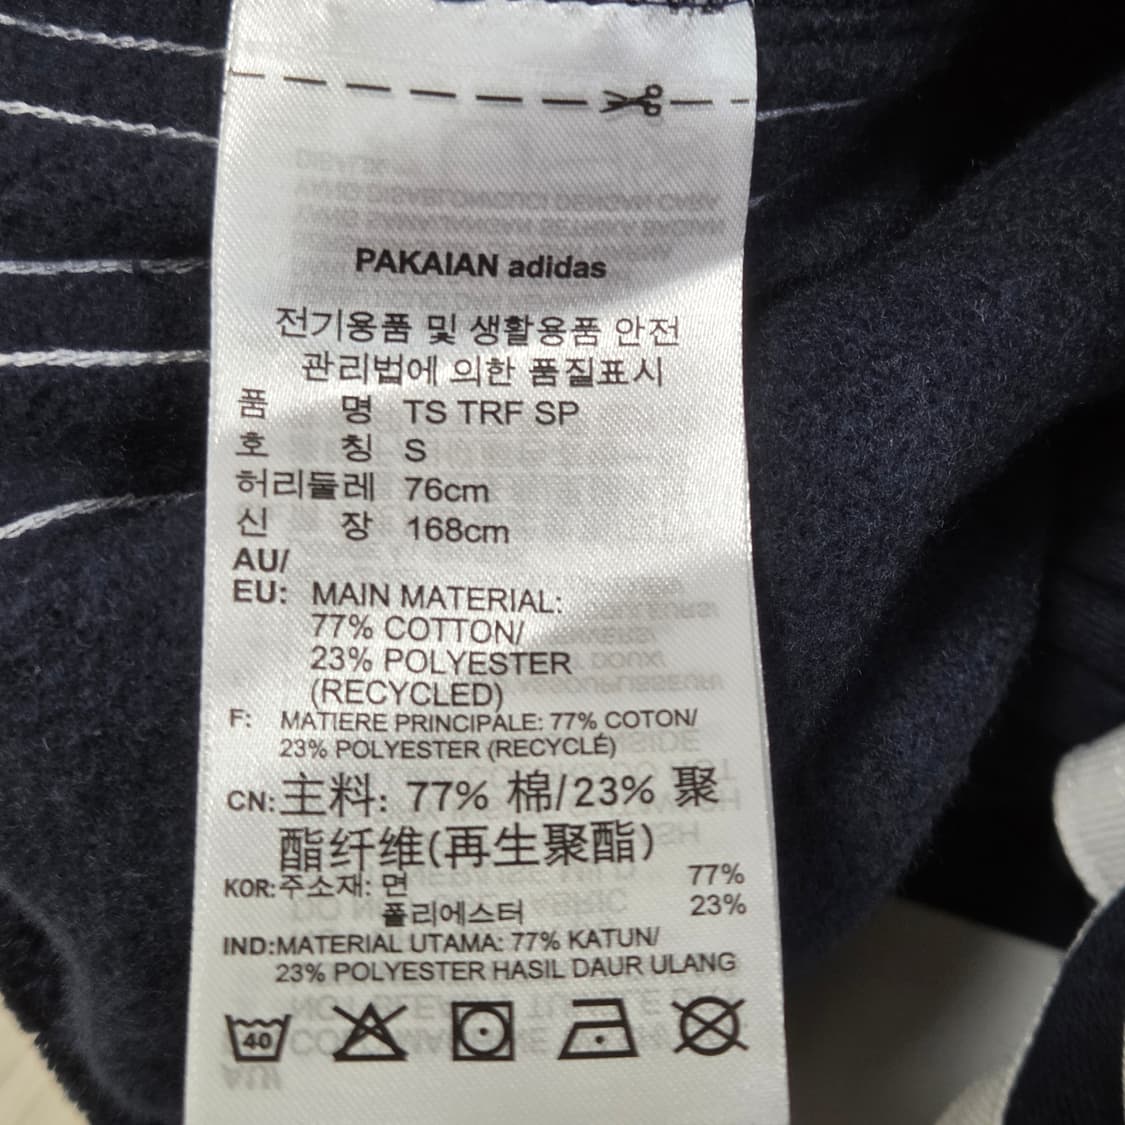 PAKAIAN adidas
전기용품 및 생활용품 안전
관리법에 의한 품질표시
품 명 TS TRF SP
호 칭 S
허리둘레 76cm
신 장 168cm
AU/
EU: MAIN MATERIAL:
77% COTTON/
23% POLYESTER
(RECYCLED)
F: MATIERE PRINCIPALE: 77% COTON/
23% POLYESTER (RECYCLÉ)
CN: 主料: 77% 棉/23% 聚
酯纤维(再生聚酯)
KOR: 주소재: 면 77%
폴리에스터 23%
IND:MATERIAL UTAMA: 77% KATUN/
23% POLYESTER HASIL DAUR ULANG
40